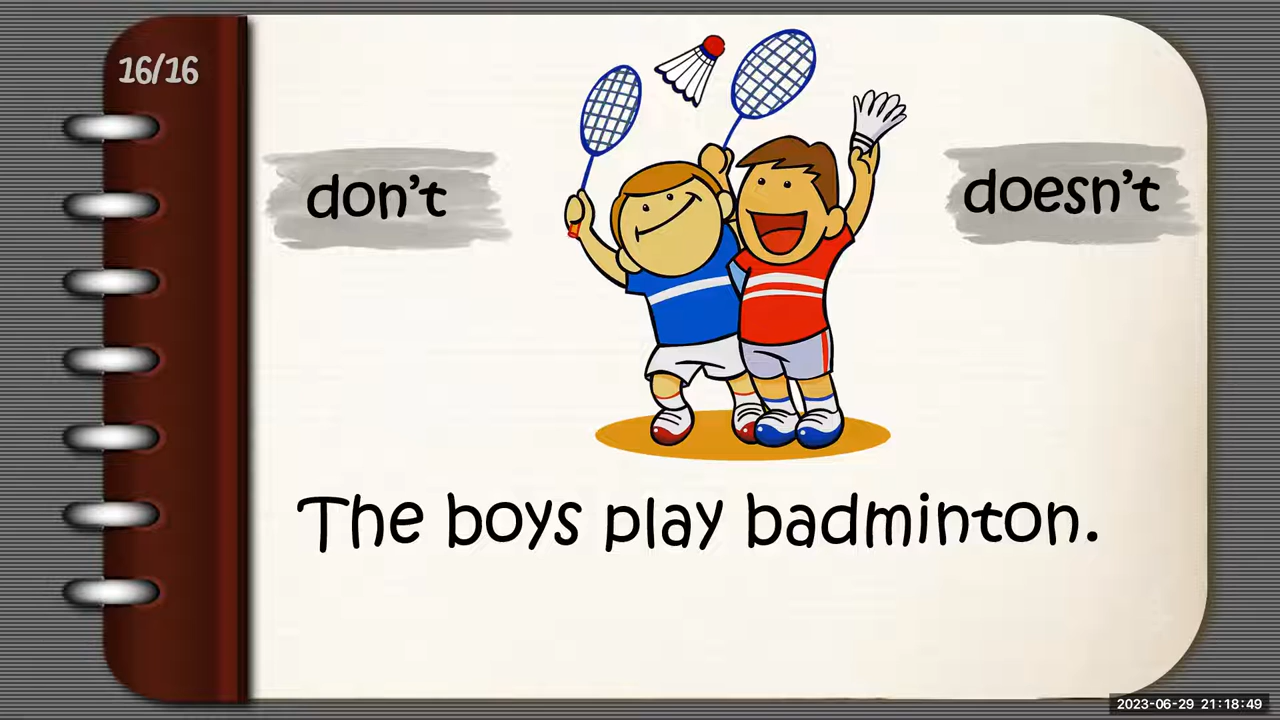 16/16
don't
doesn't
The boys play badminton.
2023-06-29 21:18:49